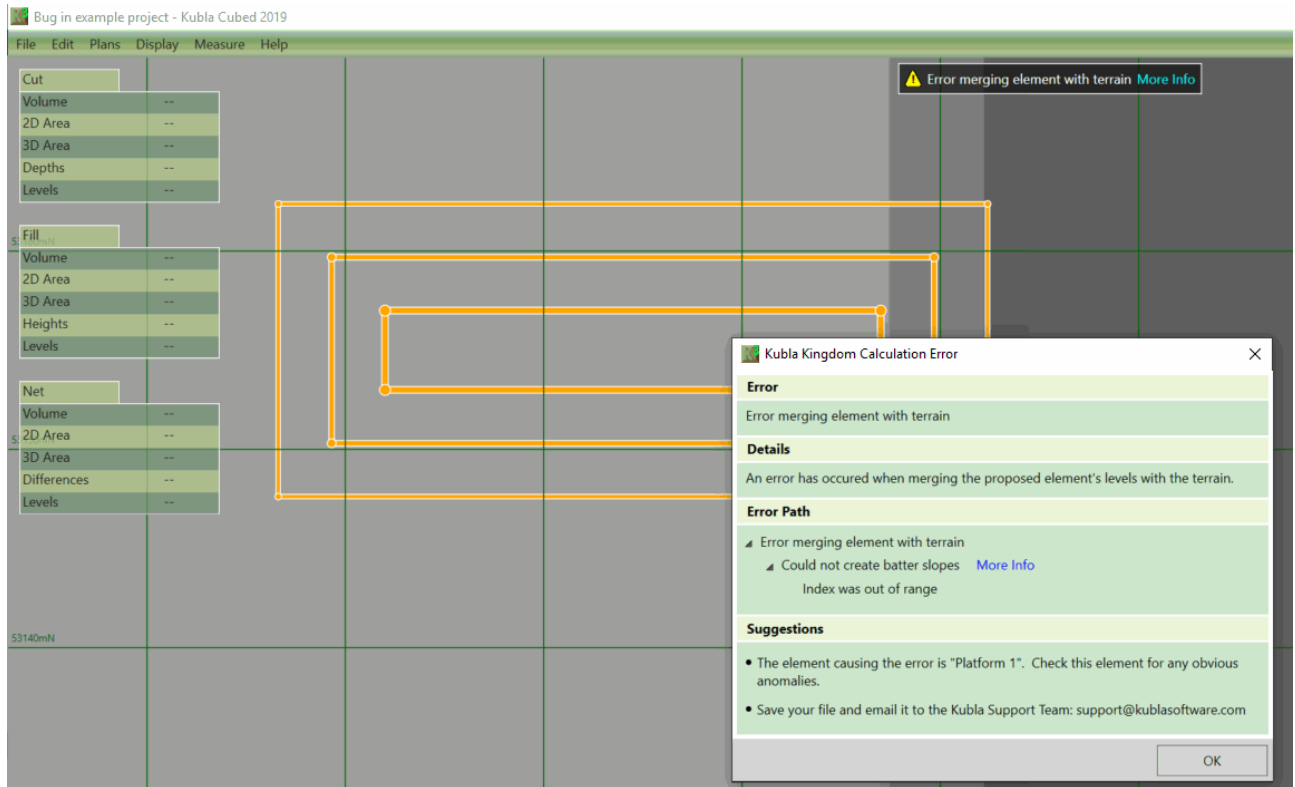 Bug in example project - Kubla Cubed 2019
File Edit Plans Display Measure Help
Error merging element with terrain More Info
Cut
Volume --
2D Area --
3D Area --
Depths --
Levels --
Fill
Volume --
2D Area --
3D Area --
Heights --
Levels --
Net
Volume --
2D Area --
3D Area --
Differences --
Levels --
53140mN
Kubla Kingdom Calculation Error
Error
Error merging element with terrain
Details
An error has occured when merging the proposed element's levels with the terrain.
Error Path
Error merging element with terrain
Could not create batter slopes More Info
Index was out of range
Suggestions
• The element causing the error is "Platform 1". Check this element for any obvious
anomalies.
• Save your file and email it to the Kubla Support Team: support@kublasoftware.com
OK